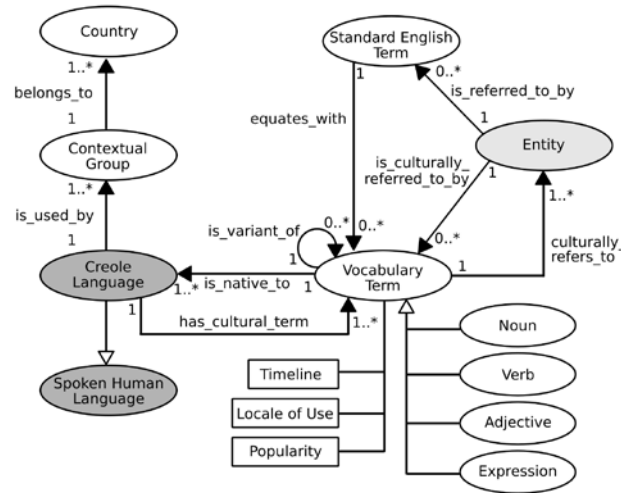 Country
1..*
belongs_to
1
Contextual
Group
1..*
is_used_by
1
Creole
Language
Spoken Human
Language
Standard English
Term
1
0..*
is_referred_to_by
1
Entity
equates_with
is_culturally_
referred_to_by
1
1..*
is_variant_of
0..*
0..*
0..*
culturally_
refers_to
1
is_native_to
1..*
1
Vocabulary
Term
1
1
has_cultural_term
1..*
Timeline
Locale of Use
Popularity
Noun
Verb
Adjective
Expression